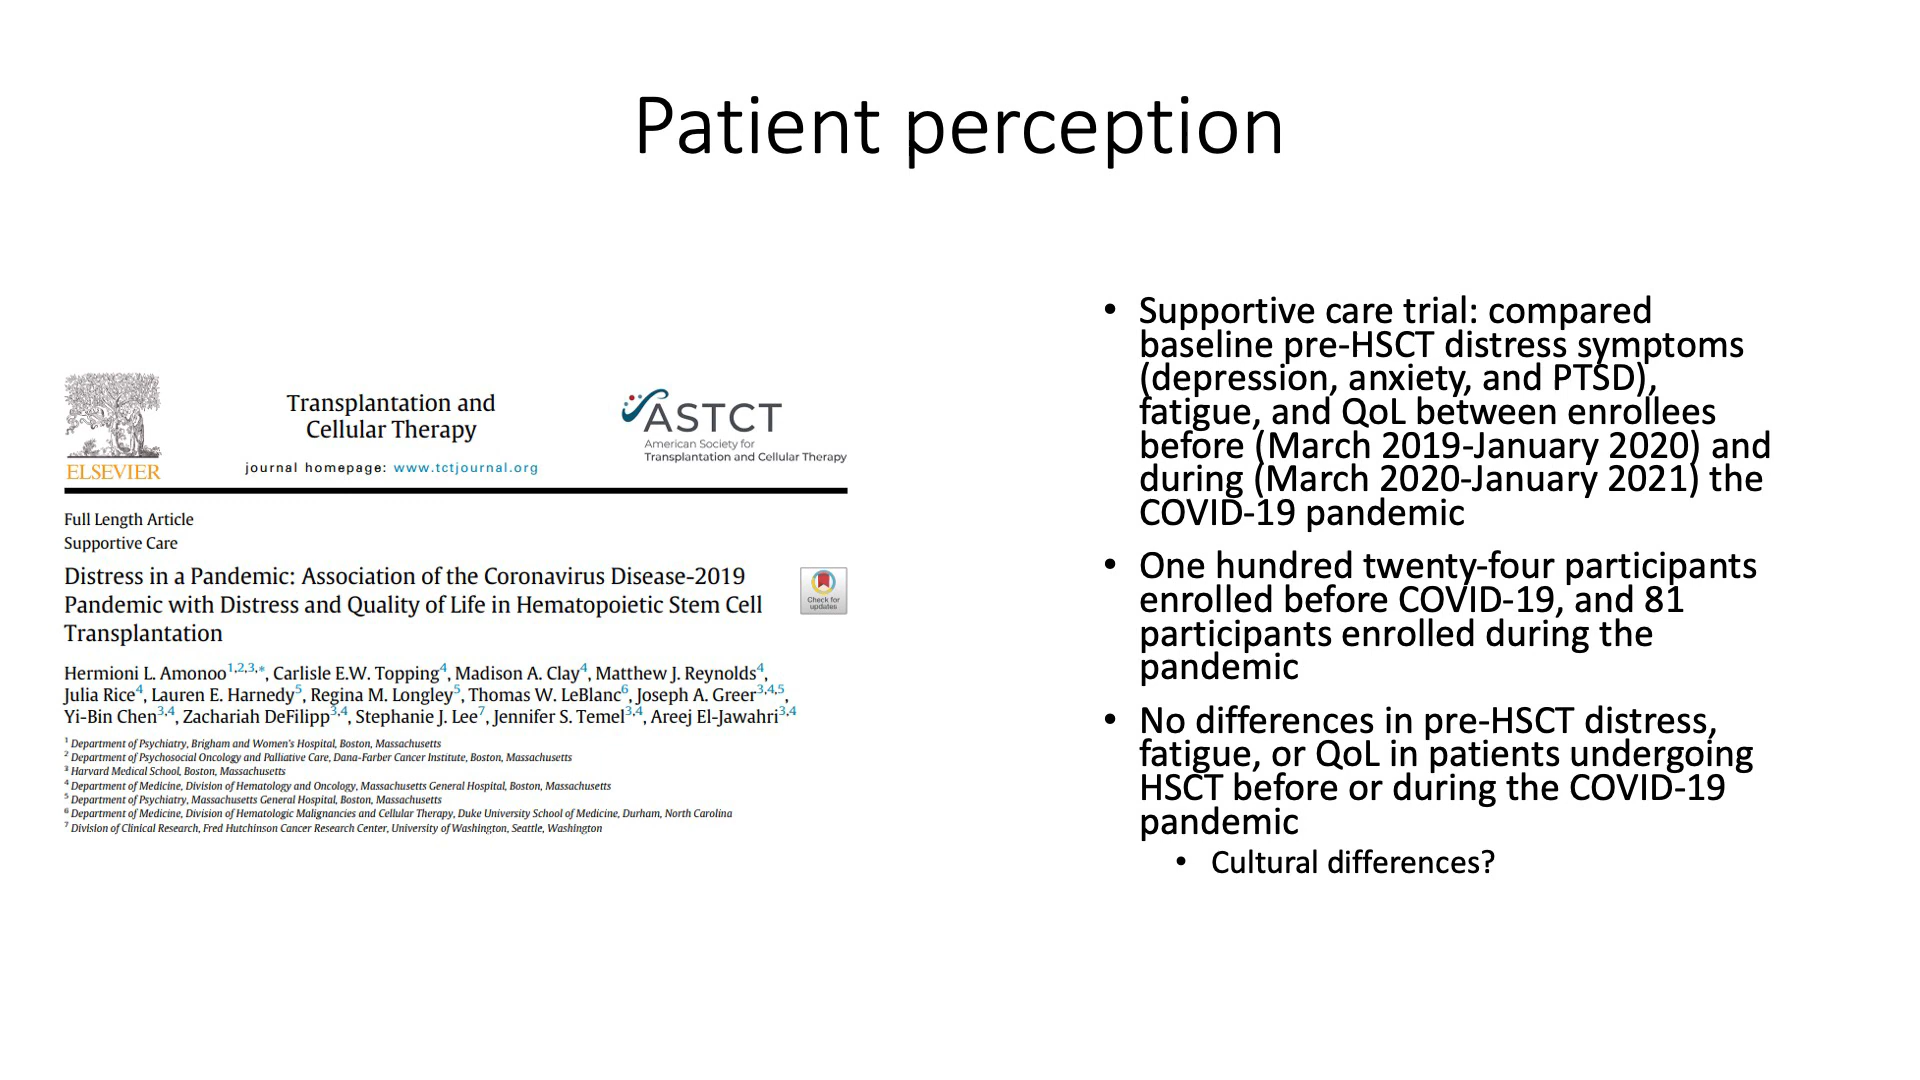 Patient perception
ELSEVIER
Transplantation and
Cellular Therapy
journal homepage: www.tctjournal.org
ASTCT
American Society for
Transplantation and Cellular Therapy
Full Length Article
Supportive Care
Distress in a Pandemic: Association of the Coronavirus Disease-2019
Pandemic with Distress and Quality of Life in Hematopoietic Stem Cell
Transplantation
Check for
updates
Hermioni L. Amonoo1,2,3,*, Carlisle E.W. Topping4, Madison A. Clay4, Matthew J. Reynolds4,
Julia Rice4, Lauren E. Harnedy5, Regina M. Longley5, Thomas W. LeBlanc6, Joseph A. Greer3,4,5,
Yi-Bin Chen3,4, Zachariah DeFilipp3,4, Stephanie J. Lee7, Jennifer S. Temel3,4, Areej El-Jawahri3,4
1 Department of Psychiatry, Brigham and Women's Hospital, Boston, Massachusetts
2 Department of Psychosocial Oncology and Palliative Care, Dana-Farber Cancer Institute, Boston, Massachusetts
3 Harvard Medical School, Boston, Massachusetts
4 Department of Medicine, Division of Hematology and Oncology, Massachusetts General Hospital, Boston, Massachusetts
5 Department of Psychiatry, Massachusetts General Hospital, Boston, Massachusetts
6 Department of Medicine, Division of Hematologic Malignancies and Cellular Therapy, Duke University School of Medicine, Durham, North Carolina
7 Division of Clinical Research, Fred Hutchinson Cancer Research Center, University of Washington, Seattle, Washington
• Supportive care trial: compared
baseline pre-HSCT distress symptoms
(depression, anxiety, and PTSD),
fatigue, and QoL between enrollees
before (March 2019-January 2020) and
during (March 2020-January 2021) the
COVID-19 pandemic
• One hundred twenty-four participants
enrolled before COVID-19, and 81
participants enrolled during the
pandemic
• No differences in pre-HSCT distress,
fatigue, or QoL in patients undergoing
HSCT before or during the COVID-19
pandemic
• Cultural differences?